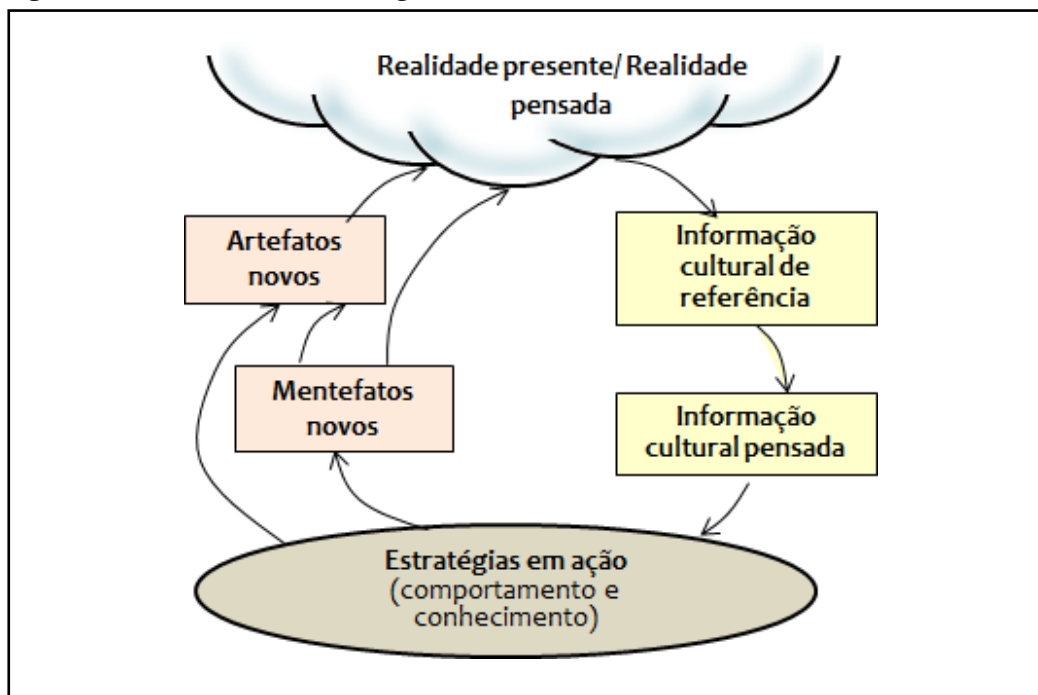 Realidade presente/ Realidade
pensada
Artefatos
novos
Informação
cultural de
referência
Mentefatos
novos
Informação
cultural pensada
Estratégias em ação
(comportamento e
conhecimento)